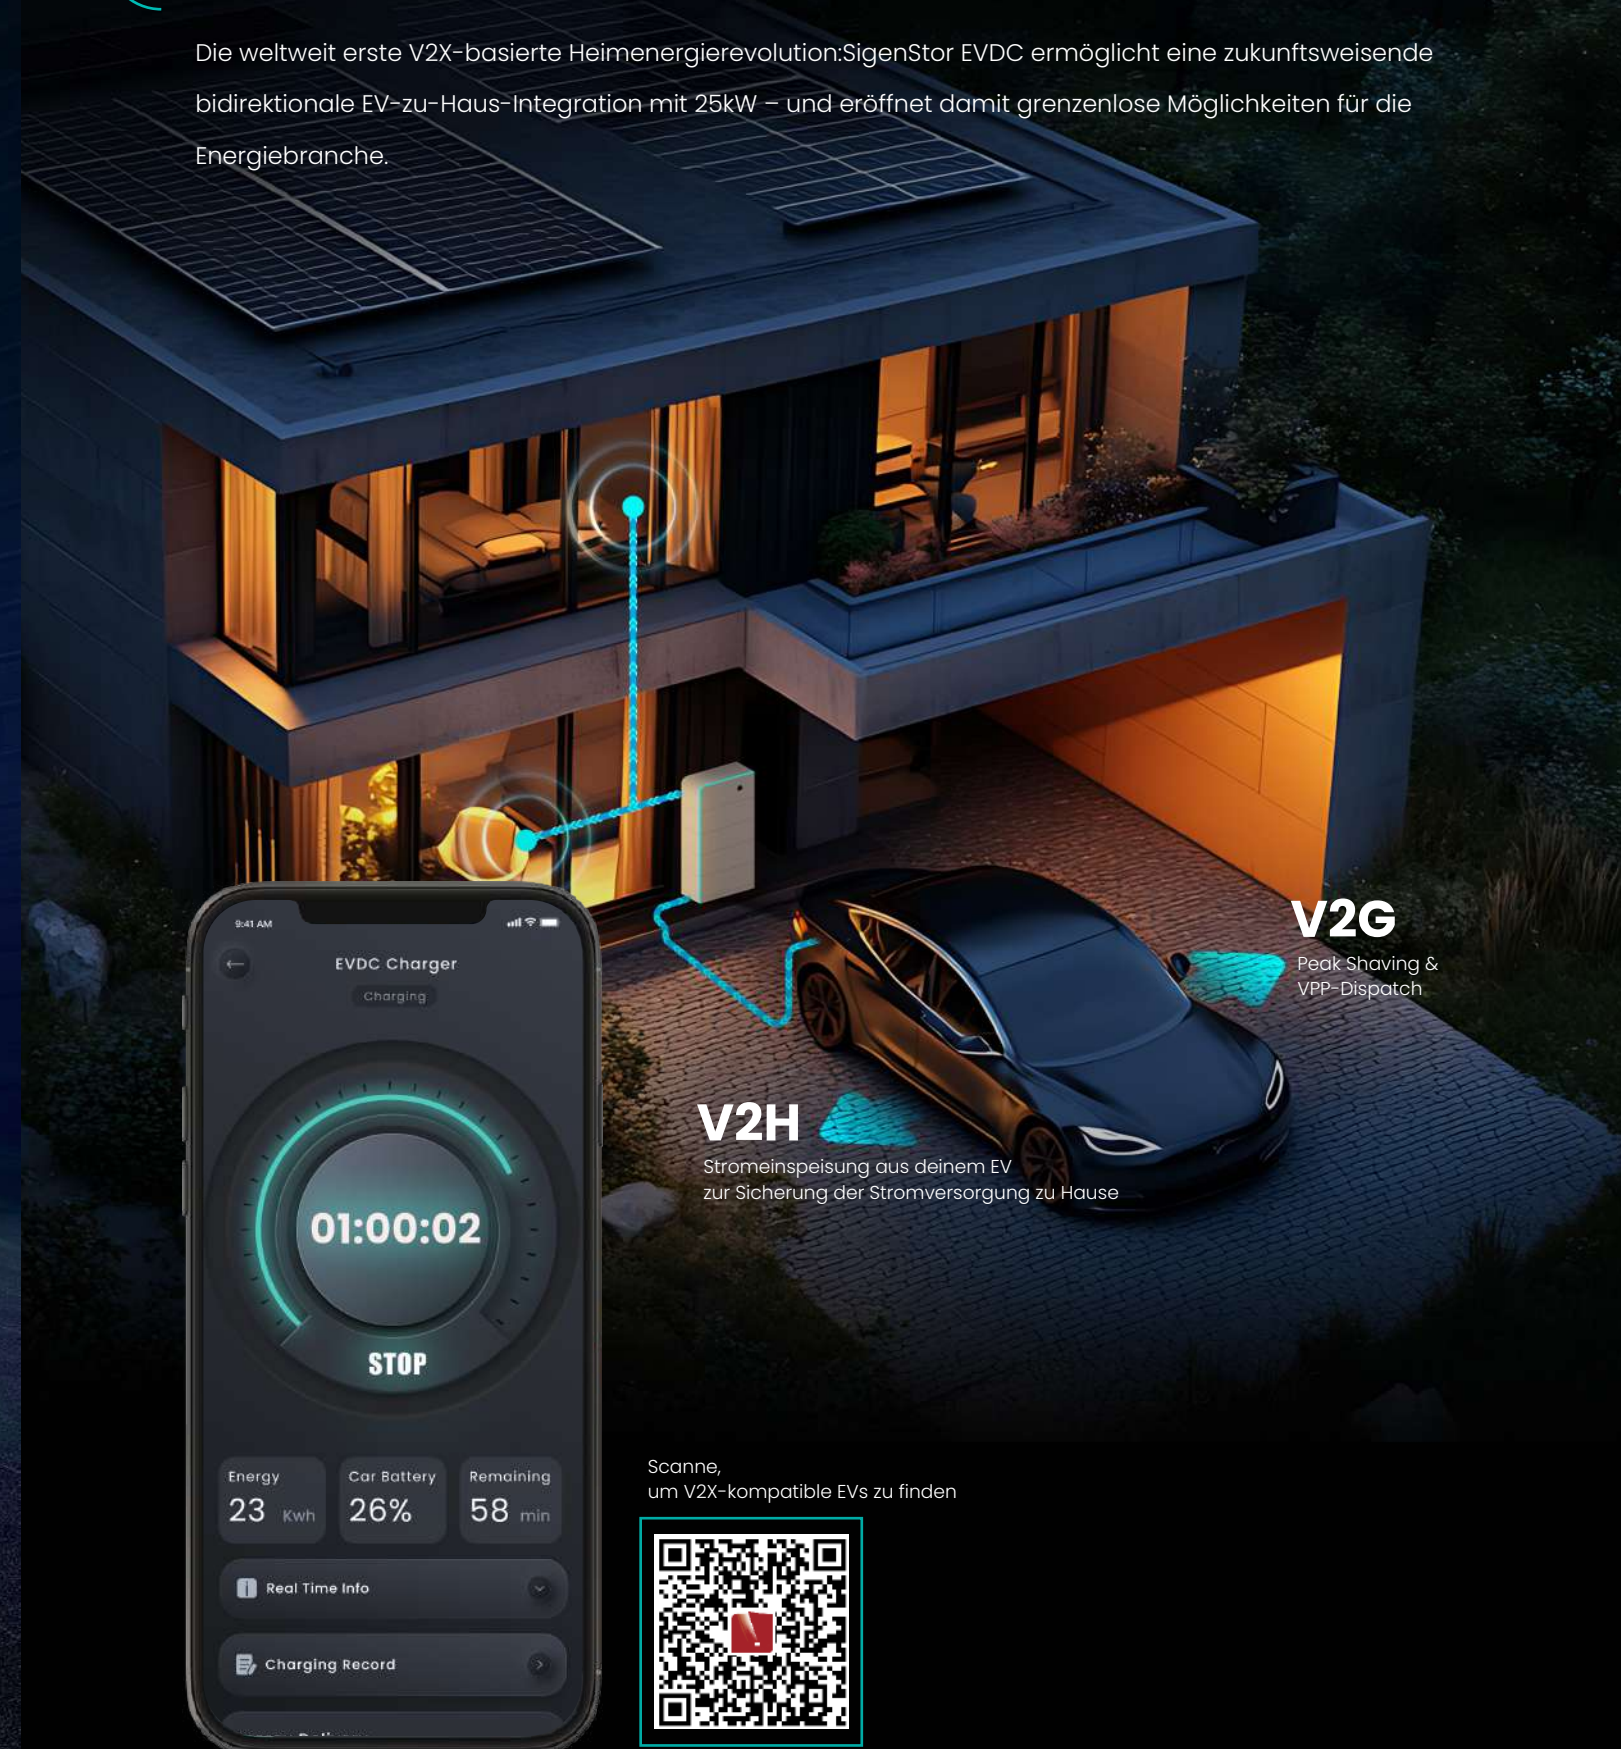 Die weltweit erste V2X-basierte Heimenergierevolution:SigenStor EVDC ermöglicht eine zukunftsweisende
bidirektionale EV-zu-Haus-Integration mit 25kW – und eröffnet damit grenzenlose Möglichkeiten für die
Energiebranche.
V2G
Peak Shaving &
VPP-Dispatch
V2H
Stromeinspeisung aus deinem EV
zur Sicherung der Stromversorgung zu Hause
9:41 AM
EVDC Charger
Charging
01:00:02
STOP
Energy
23 Kwh
Car Battery
26%
Remaining
58 min
Real Time Info
Charging Record
Scanne,
um V2X-kompatible EVs zu finden